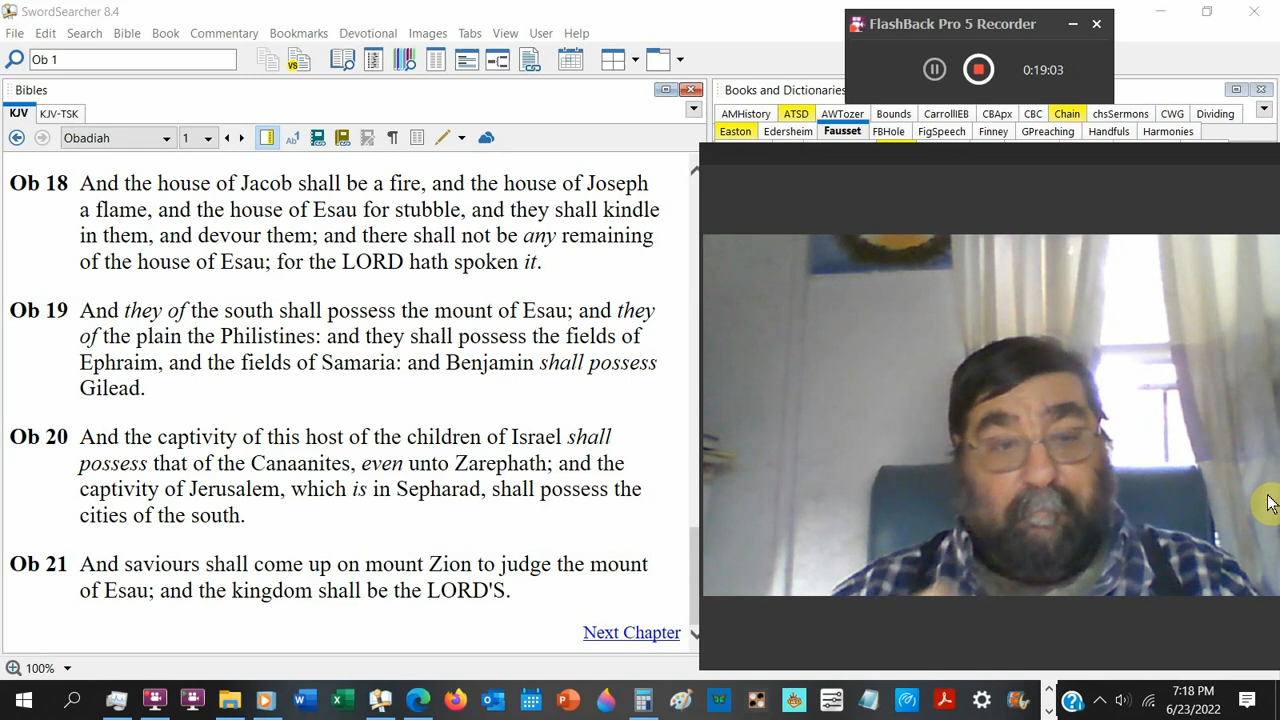 SwordSearcher 8.4
File Edit Search Bible Book Commentary Bookmarks Devotional Images Tabs View User Help
Ob 1
FlashBack Pro 5 Recorder
0:19:03
Bibles
KJV KJV-TSK
Obadiah 1
Ob 18 And the house of Jacob shall be a fire, and the house of Joseph
a flame, and the house of Esau for stubble, and they shall kindle
in them, and devour them; and there shall not be any remaining
of the house of Esau; for the LORD hath spoken it.
Ob 19 And they of the south shall possess the mount of Esau; and they
of the plain the Philistines: and they shall possess the fields of
Ephraim, and the fields of Samaria: and Benjamin shall possess
Gilead.
Ob 20 And the captivity of this host of the children of Israel shall
possess that of the Canaanites, even unto Zarephath; and the
captivity of Jerusalem, which is in Sepharad, shall possess the
cities of the south.
Ob 21 And saviours shall come up on mount Zion to judge the mount
of Esau; and the kingdom shall be the LORD'S.
Next Chapter
100%
Books and Dictionaries
AMHistory ATSD AWTozer Bounds CarrollIEB CBApx CBC Chain chsSermons CWG Dividing
Easton Edersheim Fausset FBHole FigSpeech Finney GPreaching Handfuls Harmonies
7:18 PM
6/23/2022